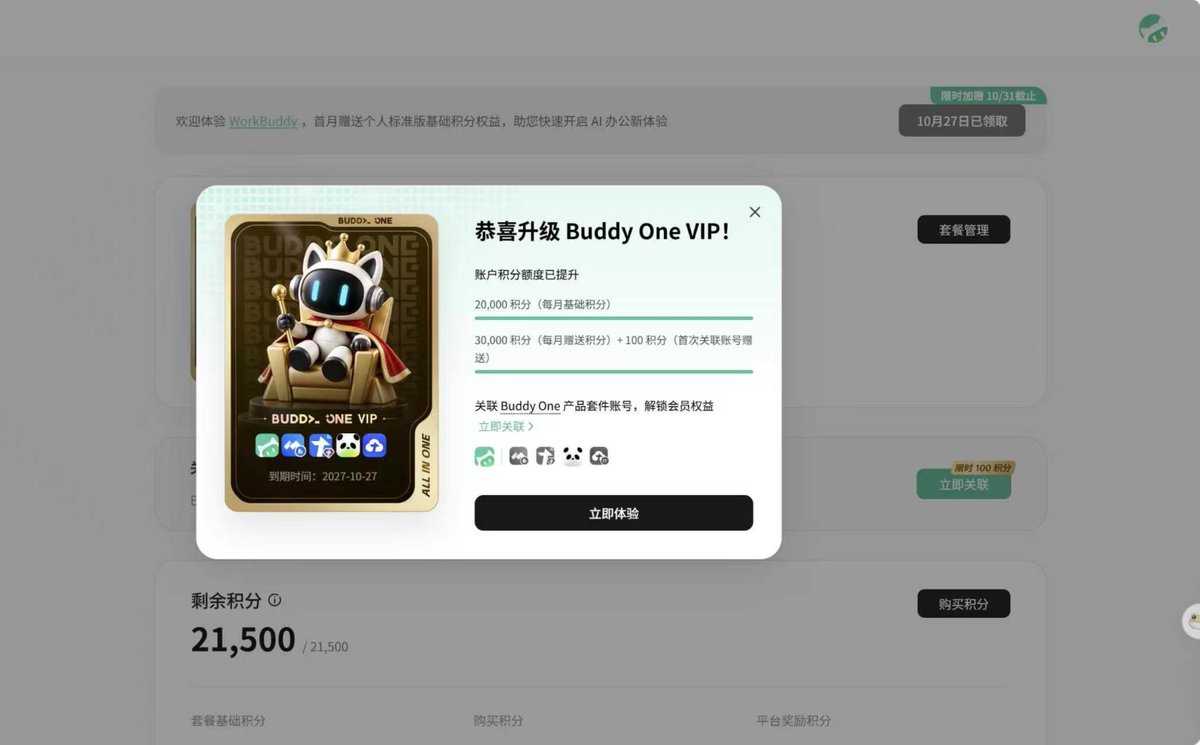 限时加赠 10/31截止
欢迎体验 WorkBuddy ，首月赠送个人标准版基础积分权益，助您快速开启 AI 办公新体验
10月27日已领取
套餐管理
BUDD>_ ONE
BUDD>_ ONE VIP
到期时间：2027-10-27
ALL IN ONE
恭喜升级 Buddy One VIP！
账户积分额度已提升
20,000 积分（每月基础积分）
30,000 积分（每月赠送积分）+ 100 积分（首次关联账号赠
送）
关联 Buddy One 产品套件账号，解锁会员权益
立即关联 >
立即体验
限时 100 积分
立即关联
剩余积分
购买积分
21,500 / 21,500
套餐基础积分
购买积分
平台奖励积分